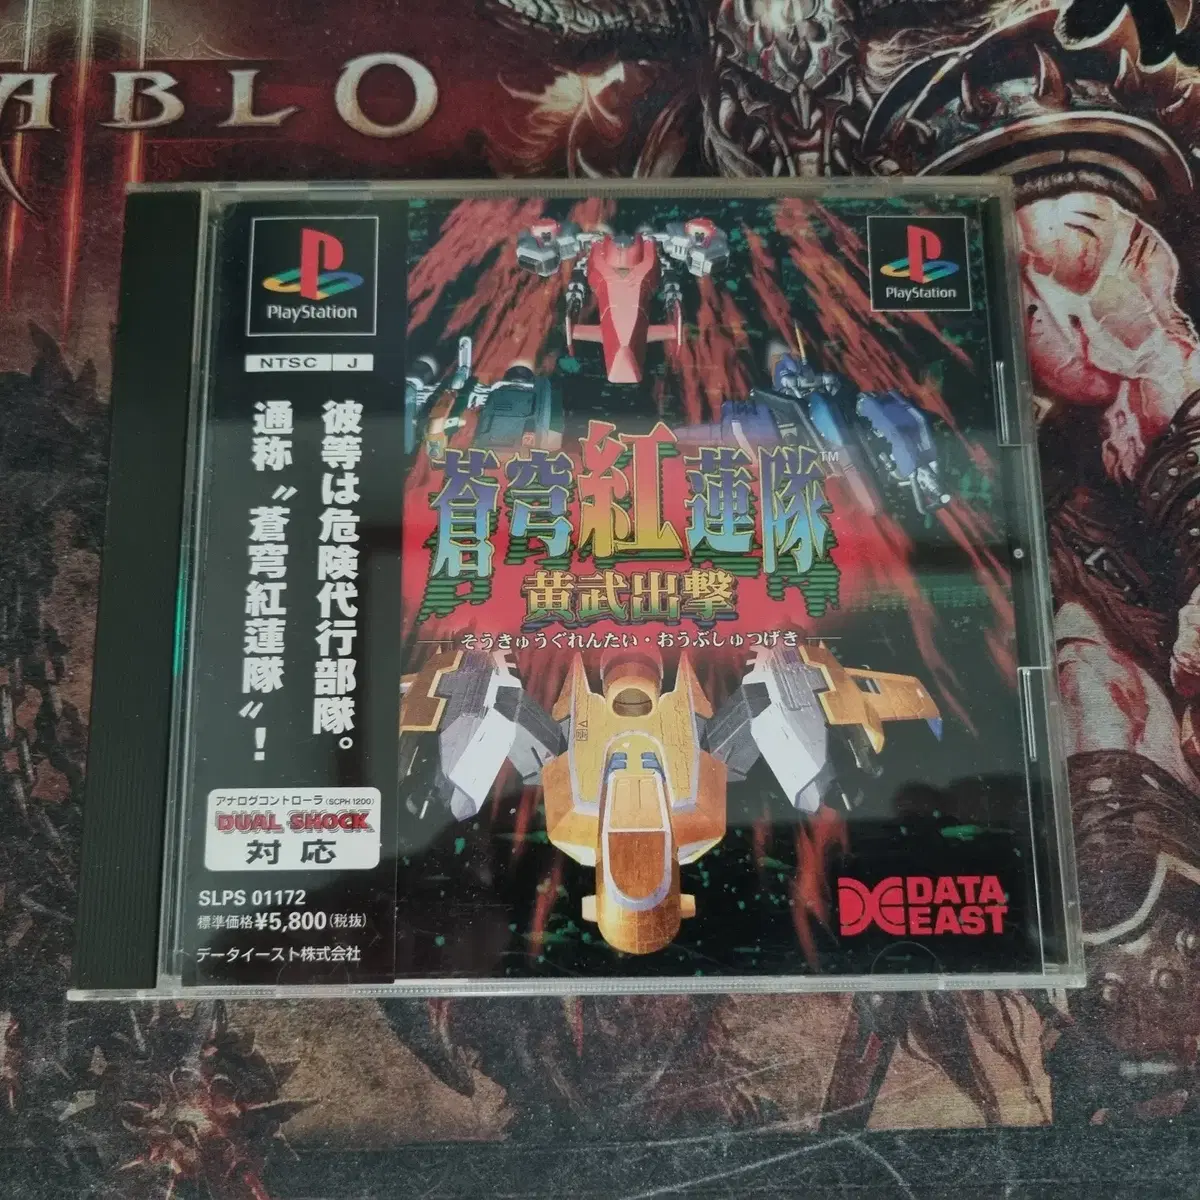 ABLO
PlayStation
NTSC J
彼等は危険代行部隊。
通称〝蒼穹紅蓮隊〟!
アナログコントローラ(SCPH 1200)
DUAL SHOCK
対応
SLPS 01172
標準価格¥5,800(税抜)
データイースト株式会社
PlayStation
蒼穹紅蓮隊™
黄武出撃
そうきゅうぐれんたい・おうぶしゅつげき
DATA
EAST